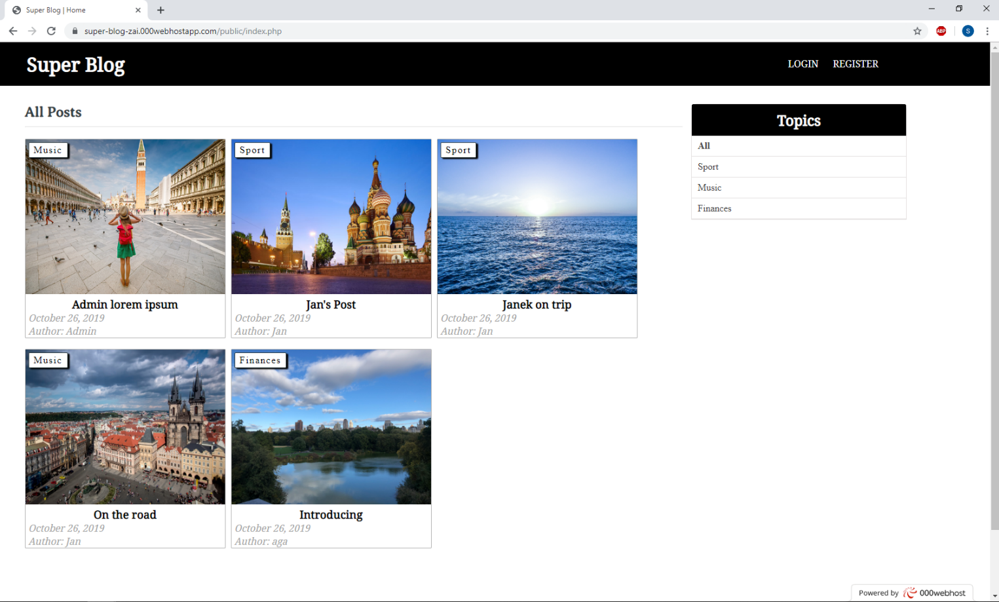 Super Blog | Home
super-blog-zai.000webhostapp.com/public/index.php
ABP
S
Super Blog
LOGIN REGISTER
All Posts
Music
Admin lorem ipsum
October 26, 2019
Author: Admin
Sport
Jan's Post
October 26, 2019
Author: Jan
Sport
Janek on trip
October 26, 2019
Author: Jan
Music
On the road
October 26, 2019
Author: Jan
Finances
Introducing
October 26, 2019
Author: aga
Topics
All
Sport
Music
Finances
Powered by 000webhost